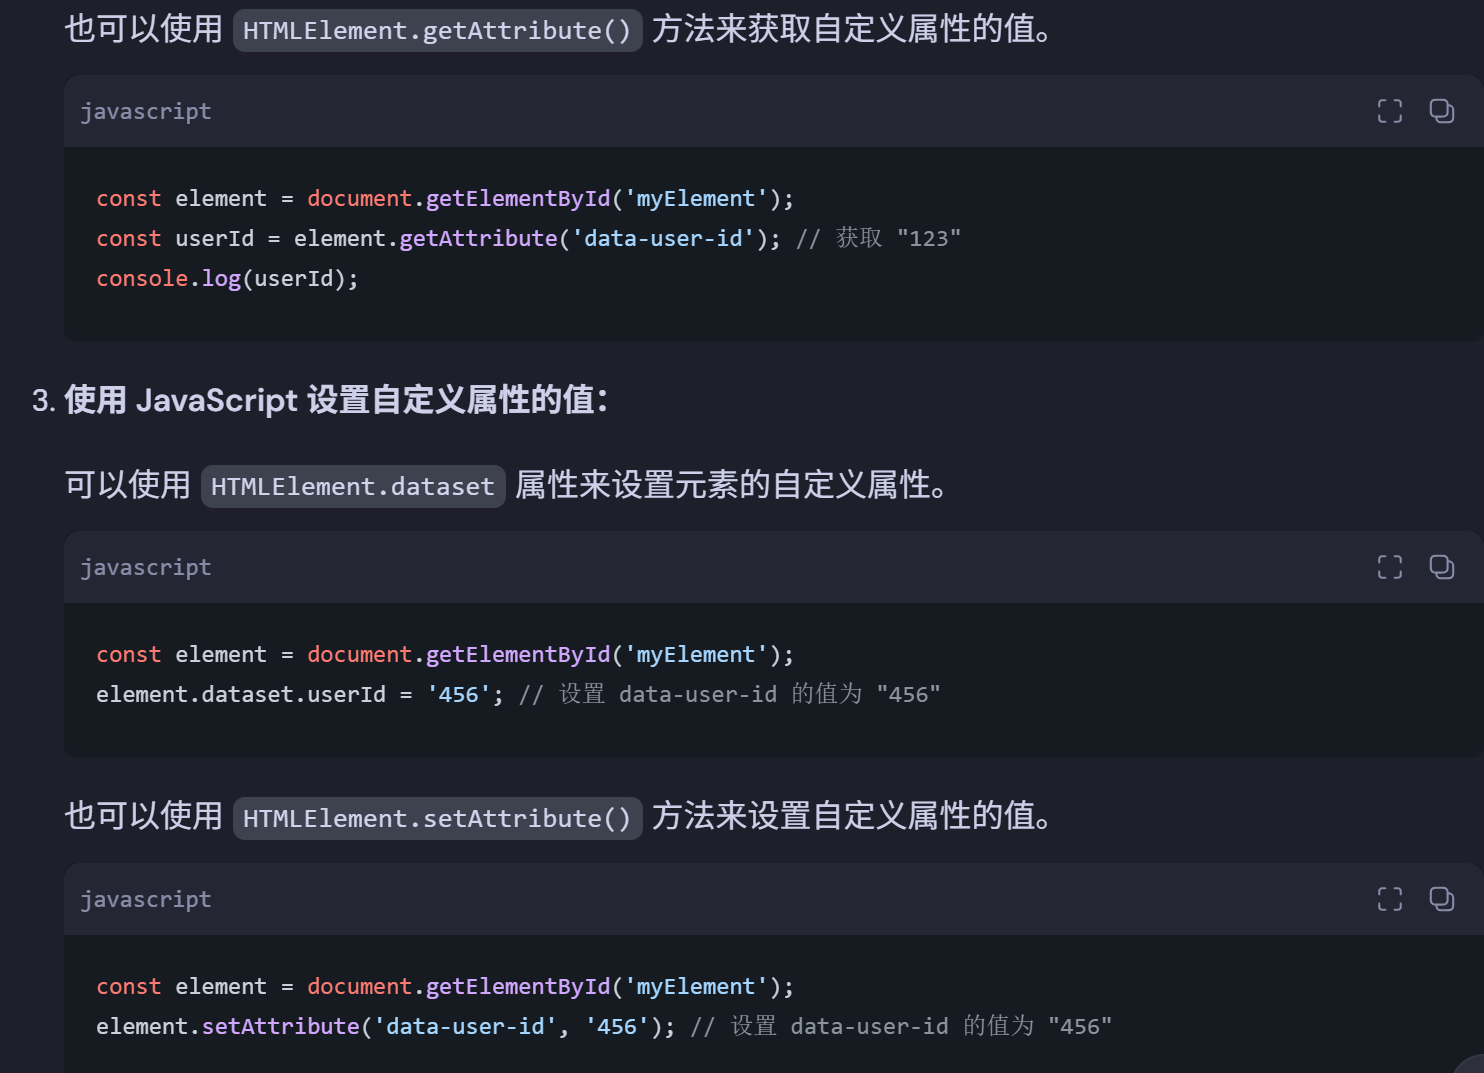 也可以使用 HTMLElement.getAttribute() 方法来获取自定义属性的值。
javascript
const element = document.getElementById('myElement');
const userId = element.getAttribute('data-user-id'); // 获取 "123"
console.log(userId);
3. 使用 JavaScript 设置自定义属性的值：
可以使用 HTMLElement.dataset 属性来设置元素的自定义属性。
javascript
const element = document.getElementById('myElement');
element.dataset.userId = '456'; // 设置 data-user-id 的值为 "456"
也可以使用 HTMLElement.setAttribute() 方法来设置自定义属性的值。
javascript
const element = document.getElementById('myElement');
element.setAttribute('data-user-id', '456'); // 设置 data-user-id 的值为 "456"